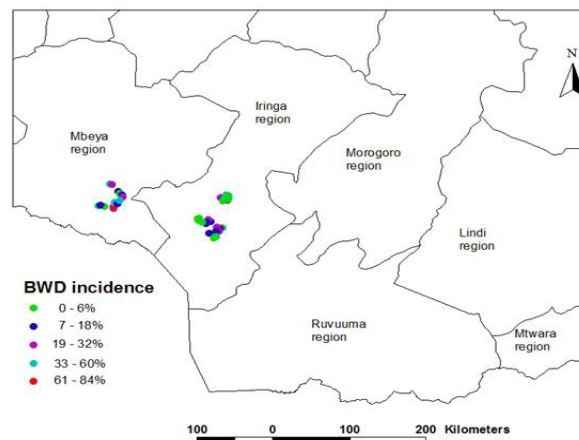 N
Iringa
region
Mbeya
region
Morogoro
region
Lindi
region
BWD incidence
0 - 6%
7 - 18%
19 - 32%
33 - 60%
61 - 84%
Ruvuuma
region
Mtwara
region
100 0 100 200 Kilometers